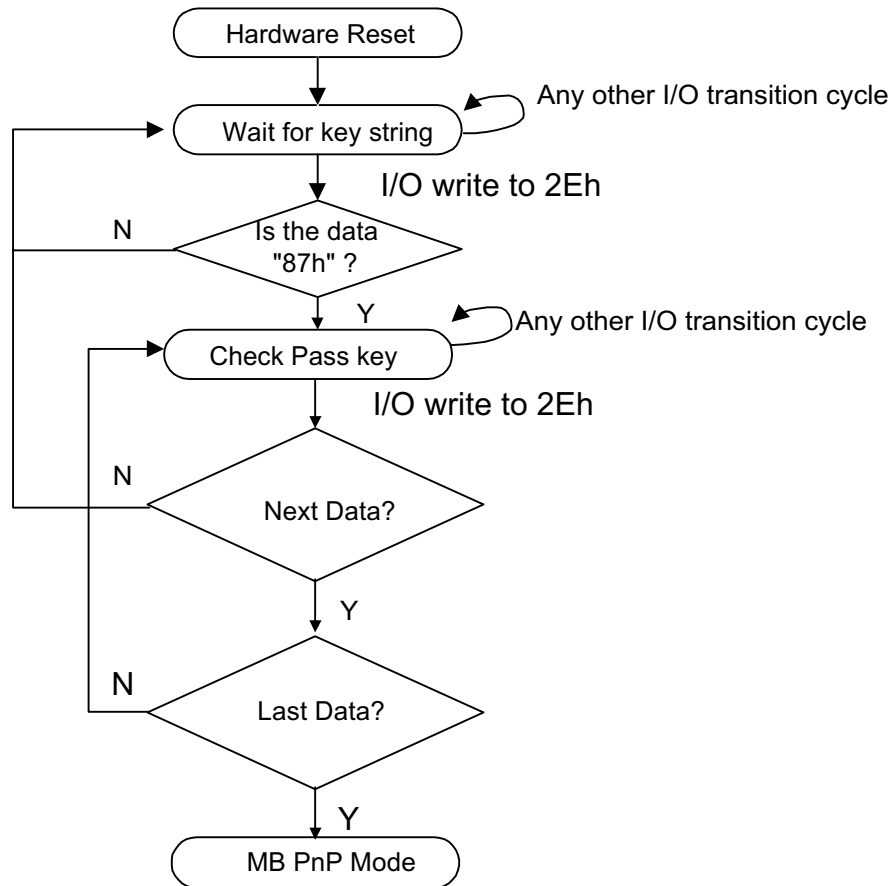 Hardware Reset
Any other I/O transition cycle
Wait for key string
I/O write to 2Eh
N
Is the data
"87h" ?
Y
Any other I/O transition cycle
Check Pass key
I/O write to 2Eh
N
Next Data?
Y
N
Last Data?
Y
MB PnP Mode